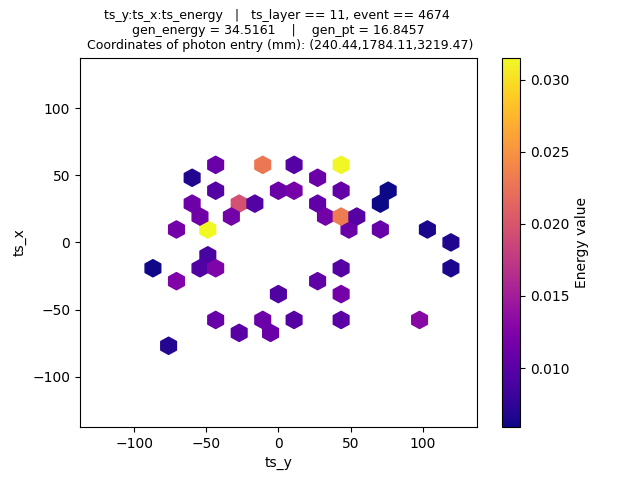 ts_y:ts_x:ts_energy   |   ts_layer == 11, event == 4674
gen_energy = 34.5161    |    gen_pt = 16.8457
Coordinates of photon entry (mm): (240.44,1784.11,3219.47)
100
50
0
−50
−100
ts_x
−100
−50
0
50
100
ts_y
0.030
0.025
0.020
0.015
0.010
Energy value